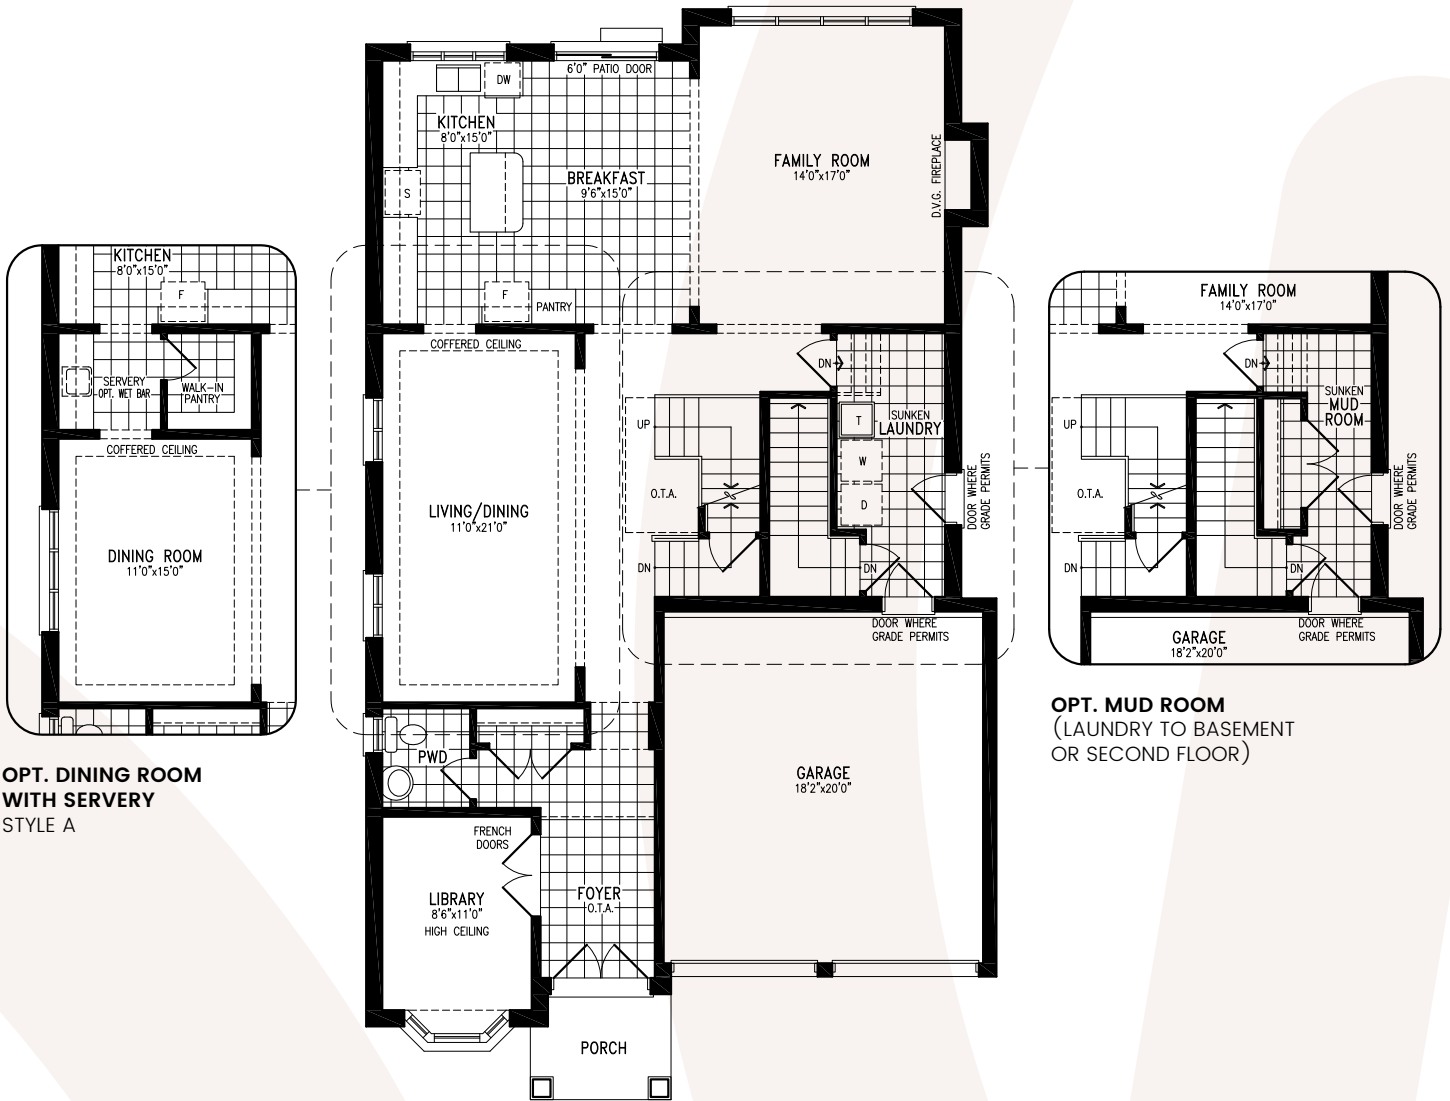 6'0" PATIO DOOR
DW
KITCHEN
8'0"x15'0"
BREAKFAST
9'6"x15'0"
S
F
PANTRY
FAMILY ROOM
14'0"x17'0"
D.V.G. FIREPLACE
COFFERED CEILING
LIVING/DINING
11'0"x21'0"
UP
O.T.A.
DN
DN
SUNKEN
LAUNDRY
T
W
D
DN
DOOR WHERE
GRADE PERMITS
DOOR WHERE
GRADE PERMITS
PWD
GARAGE
18'2"x20'0"
FRENCH
DOORS
LIBRARY
8'6"x11'0"
HIGH CEILING
FOYER
O.T.A.
PORCH
KITCHEN
8'0"x15'0"
F
SERVERY
OPT. WET BAR
WALK-IN
PANTRY
COFFERED CEILING
DINING ROOM
11'0"x15'0"
OPT. DINING ROOM
WITH SERVERY
STYLE A
FAMILY ROOM
14'0"x17'0"
DN
SUNKEN
MUD
ROOM
UP
O.T.A.
DN
DN
DOOR WHERE
GRADE PERMITS
DOOR WHERE
GRADE PERMITS
GARAGE
18'2"x20'0"
OPT. MUD ROOM
(LAUNDRY TO BASEMENT
OR SECOND FLOOR)